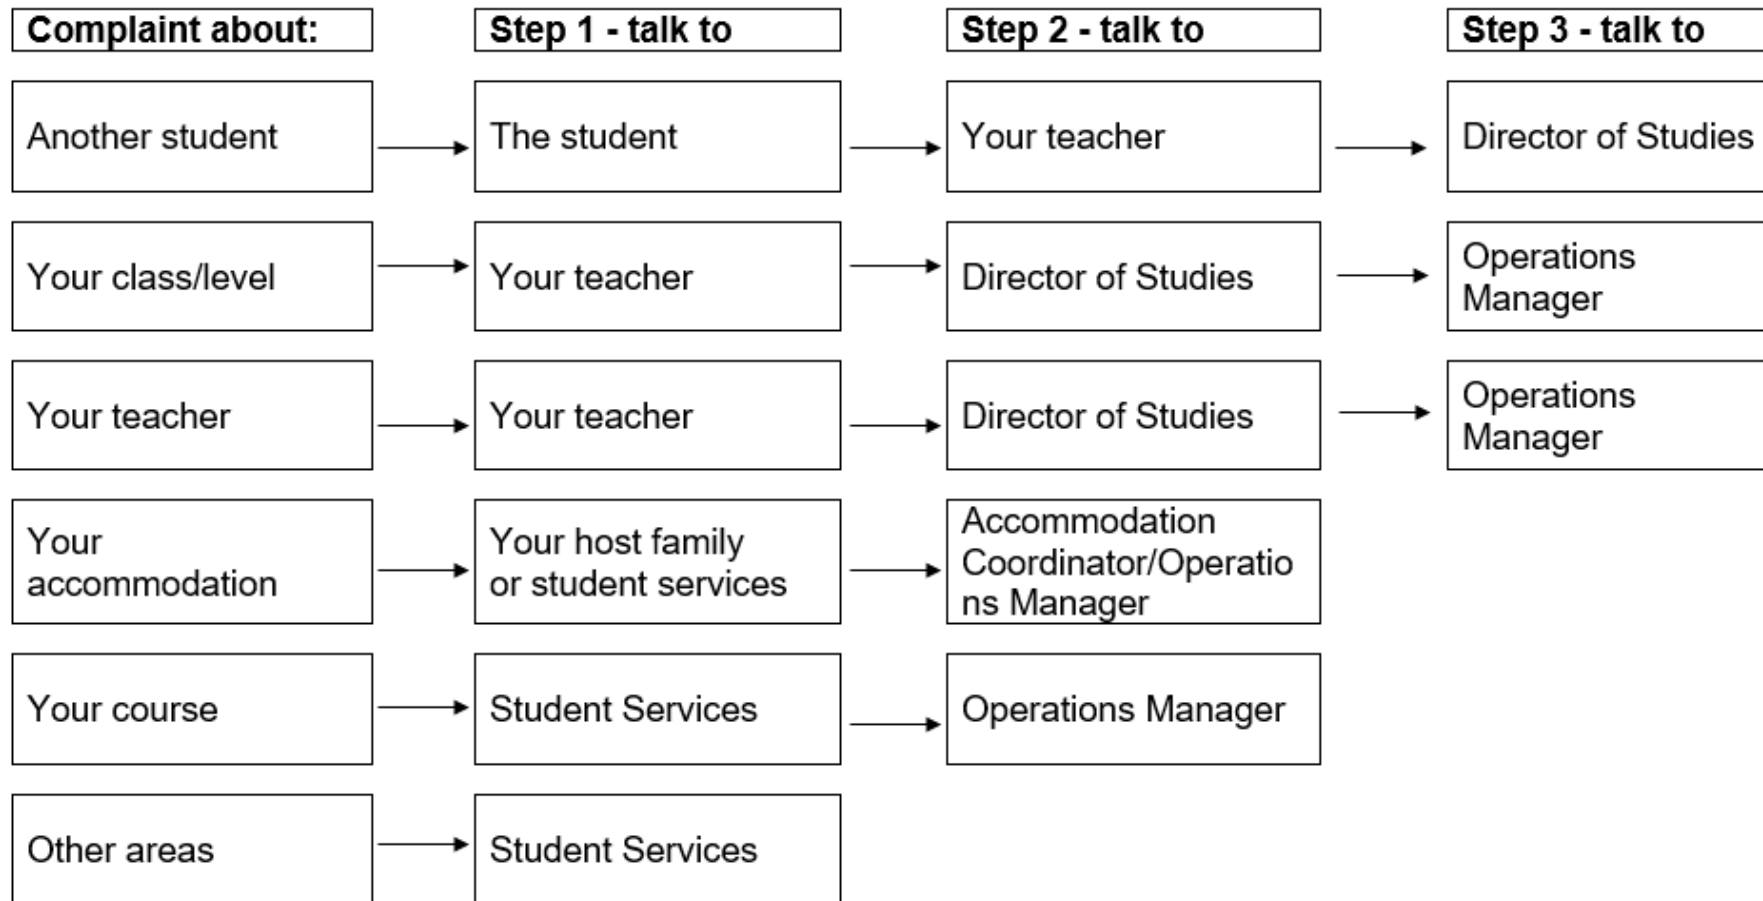 Complaint about:
Step 1 - talk to
Step 2 - talk to
Step 3 - talk to
Another student
The student
Your teacher
Director of Studies
Your class/level
Your teacher
Director of Studies
Operations
Manager
Your teacher
Your teacher
Director of Studies
Operations
Manager
Your
accommodation
Your host family
or student services
Accommodation
Coordinator/Operatio
ns Manager
Your course
Student Services
Operations Manager
Other areas
Student Services